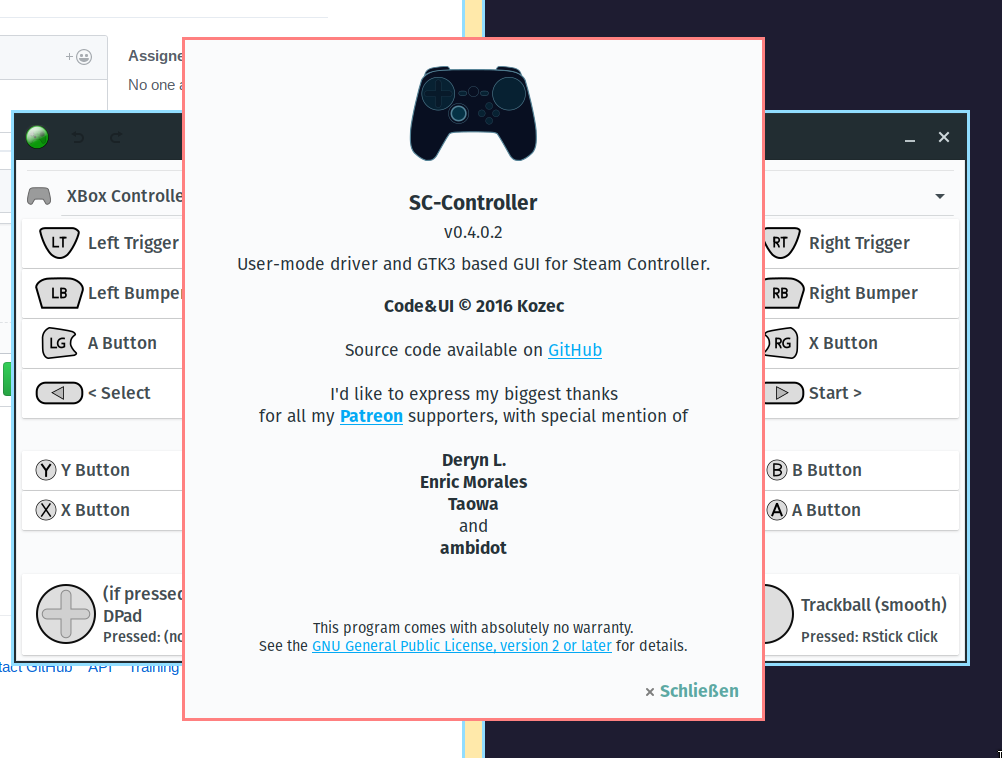 Assigne
No one a
XBox Controlle
LT Left Trigger
LB Left Bumper
LG A Button
< Select
Y Y Button
X X Button
(if pressed
DPad
Pressed: (no
SC-Controller
v0.4.0.2
User-mode driver and GTK3 based GUI for Steam Controller.
Code&UI © 2016 Kozec
Source code available on GitHub
I'd like to express my biggest thanks
for all my Patreon supporters, with special mention of
Deryn L.
Enric Morales
Taowa
and
ambidot
This program comes with absolutely no warranty.
See the GNU General Public License, version 2 or later for details.
× Schließen
RT Right Trigger
RB Right Bumper
RG X Button
Start >
B B Button
A A Button
Trackball (smooth)
Pressed: RStick Click
tact GitHub API Training